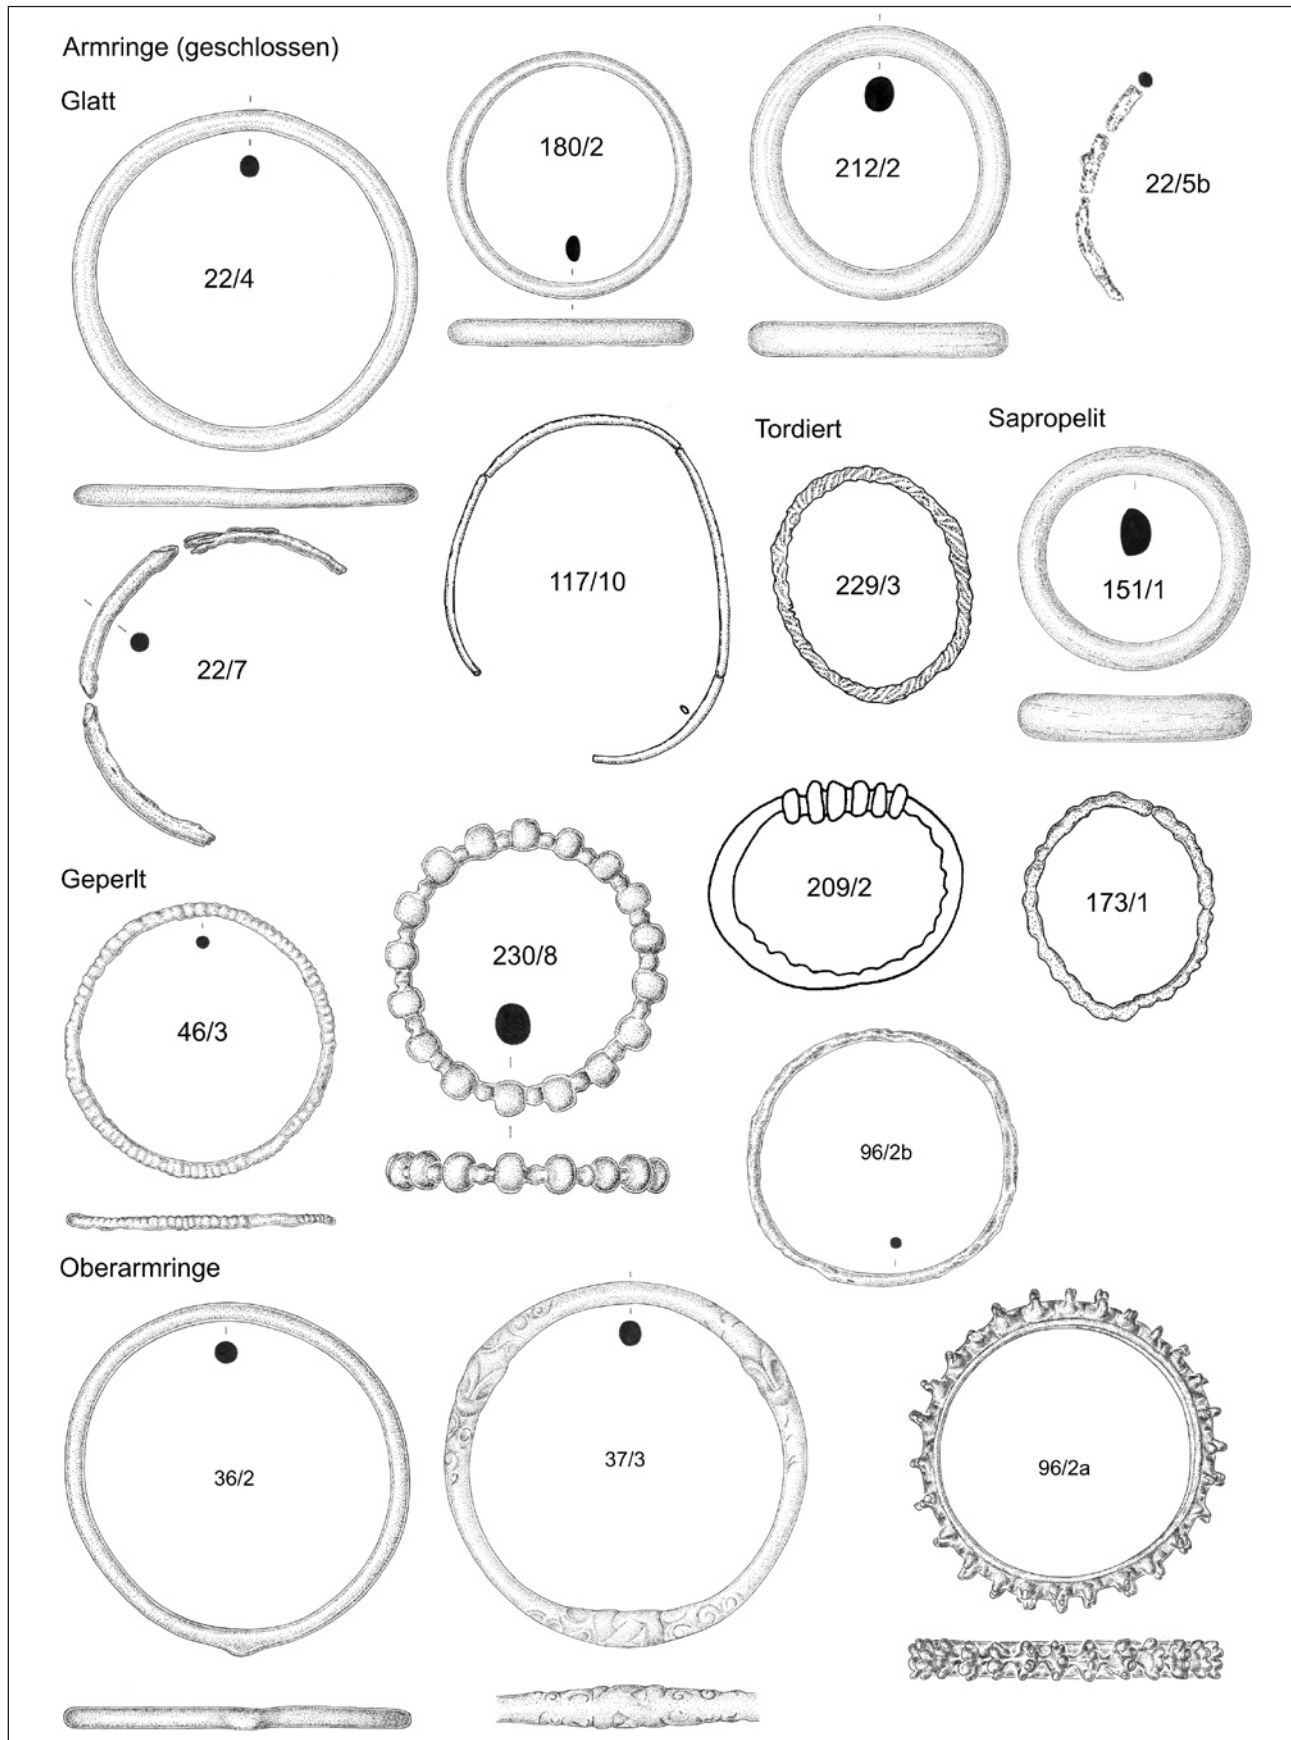 Armringe (geschlossen)
Glatt
22/4
180/2
212/2
22/5b
22/7
117/10
Tordiert
229/3
Sapropelit
151/1
Geperlt
46/3
230/8
209/2
173/1
96/2b
Oberarmringe
36/2
37/3
96/2a